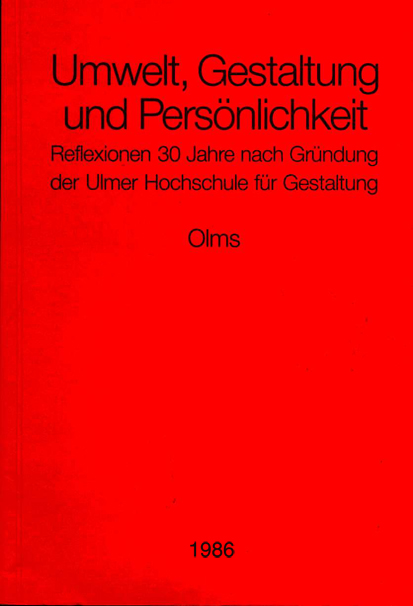 Umwelt, Gestaltung
und Persönlichkeit
Reflexionen 30 Jahre nach Gründung
der Ulmer Hochschule für Gestaltung
Olms
1986